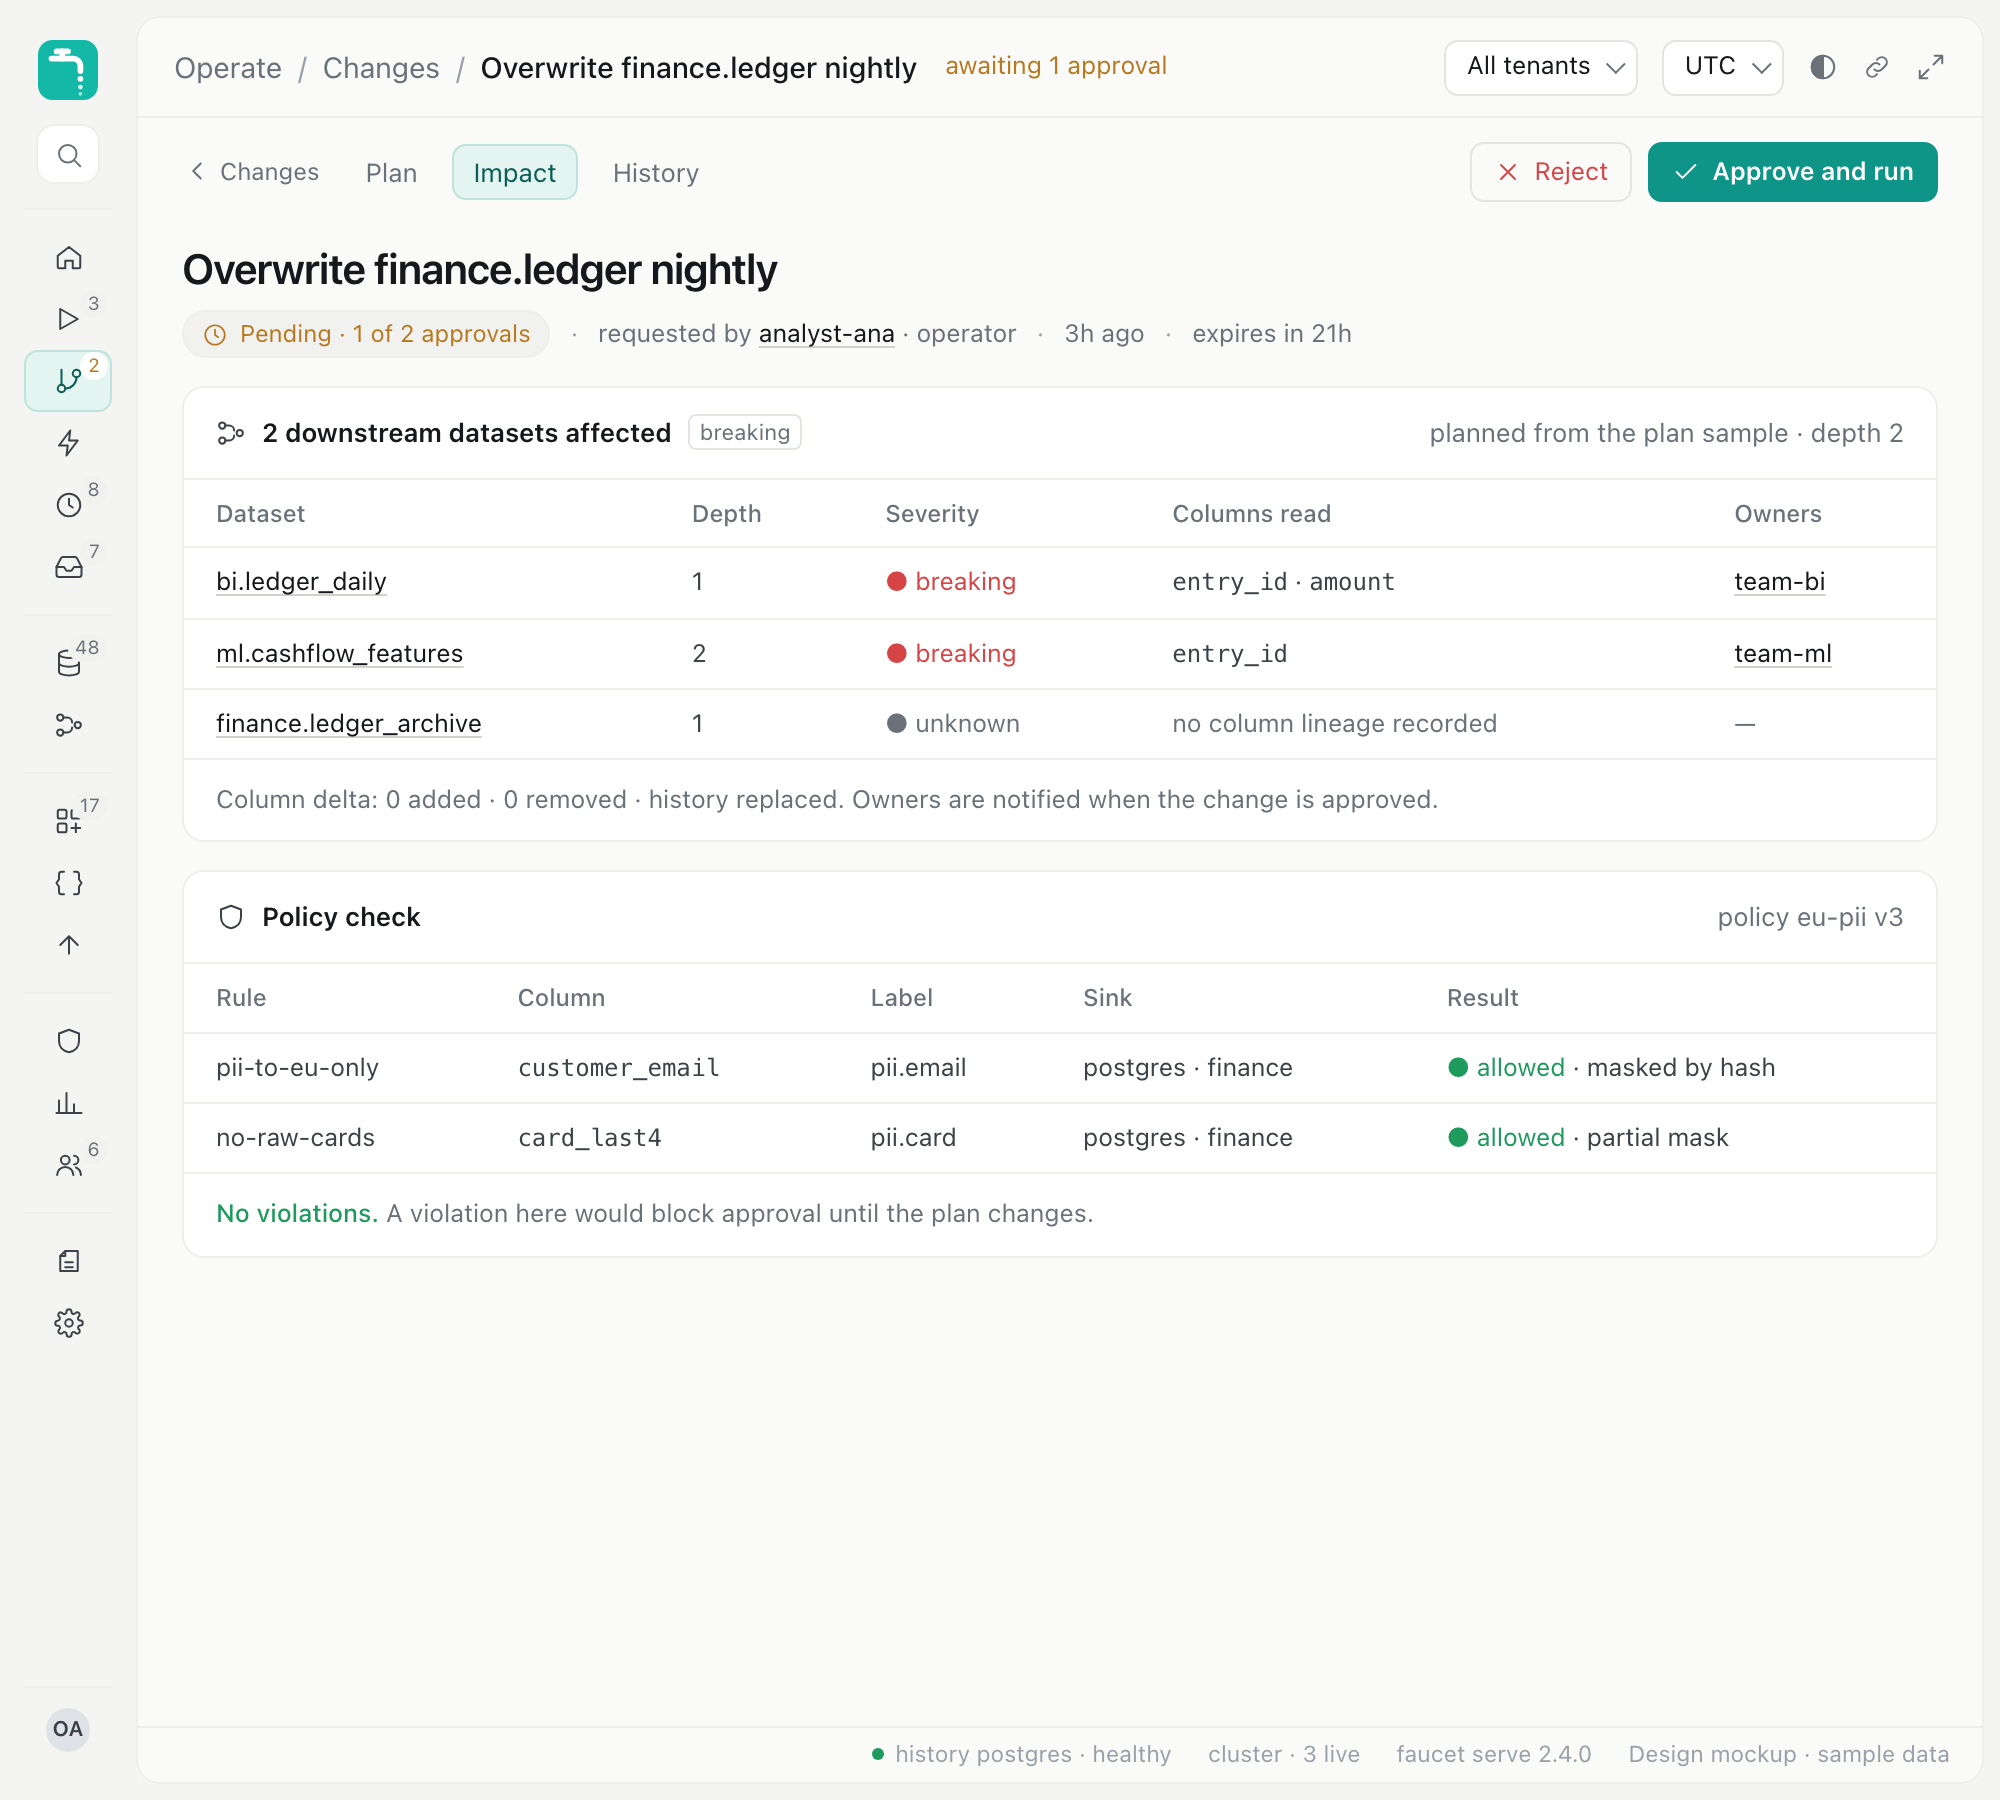 Operate / Changes / Overwrite finance.ledger nightly awaiting 1 approval All tenants UTC
Changes Plan Impact History Reject Approve and run
Overwrite finance.ledger nightly
Pending · 1 of 2 approvals · requested by analyst-ana · operator · 3h ago · expires in 21h
2 downstream datasets affected breaking planned from the plan sample · depth 2
Dataset Depth Severity Columns read Owners
bi.ledger_daily 1 breaking entry_id · amount team-bi
ml.cashflow_features 2 breaking entry_id team-ml
finance.ledger_archive 1 unknown no column lineage recorded —
Column delta: 0 added · 0 removed · history replaced. Owners are notified when the change is approved.
Policy check policy eu-pii v3
Rule Column Label Sink Result
pii-to-eu-only customer_email pii.email postgres · finance allowed · masked by hash
no-raw-cards card_last4 pii.card postgres · finance allowed · partial mask
No violations. A violation here would block approval until the plan changes.
3
2
8
7
48
17
6
OA
history postgres · healthy cluster · 3 live faucet serve 2.4.0 Design mockup · sample data